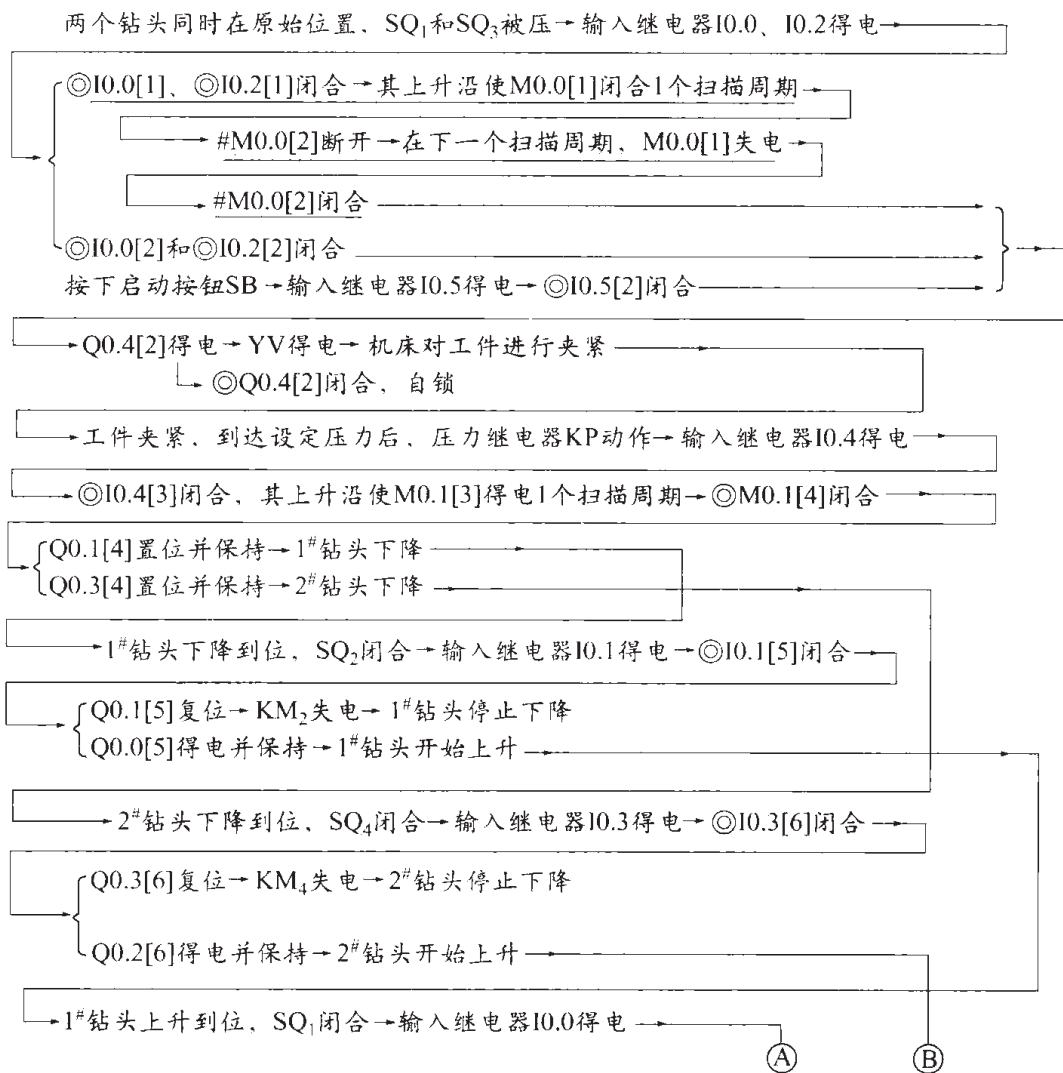 两个钻头同时在原始位置、SQ₁和SQ₃被压→输入继电器I0.0、I0.2得电→
◎I0.0[1]、◎I0.2[1]闭合→其上升沿使M0.0[1]闭合1个扫描周期→
→#M0.0[2]断开→在下一个扫描周期、M0.0[1]失电→
→#M0.0[2]闭合→
◎I0.0[2]和◎I0.2[2]闭合→
按下启动按钮SB→输入继电器I0.5得电→◎I0.5[2]闭合→
→Q0.4[2]得电→YV得电→机床对工件进行夹紧→
→◎Q0.4[2]闭合、自锁
→工件夹紧、到达设定压力后、压力继电器KP动作→输入继电器I0.4得电→
→◎I0.4[3]闭合，其上升沿使M0.1[3]得电1个扫描周期→◎M0.1[4]闭合→
Q0.1[4]置位并保持→1#钻头下降→
Q0.3[4]置位并保持→2#钻头下降→
→1#钻头下降到位、SQ₂闭合→输入继电器I0.1得电→◎I0.1[5]闭合→
Q0.1[5]复位→KM₂失电→1#钻头停止下降
Q0.0[5]得电并保持→1#钻头开始上升→
→2#钻头下降到位、SQ₄闭合→输入继电器I0.3得电→◎I0.3[6]闭合→
Q0.3[6]复位→KM₄失电→2#钻头停止下降
Q0.2[6]得电并保持→2#钻头开始上升→
→1#钻头上升到位、SQ₁闭合→输入继电器I0.0得电→
Ⓐ Ⓑ